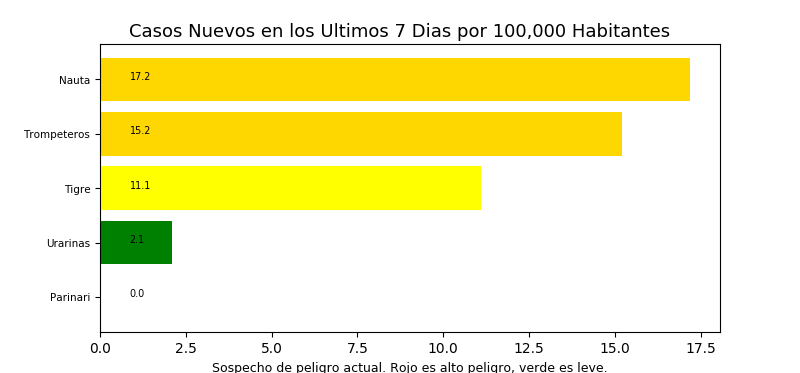 Casos Nuevos en los Ultimos 7 Dias por 100,000 Habitantes
Nauta 17.2
Trompeteros 15.2
Tigre 11.1
Urarinas 2.1
Parinari 0.0
0.0 2.5 5.0 7.5 10.0 12.5 15.0 17.5
Sospecho de peligro actual. Rojo es alto peligro, verde es leve.